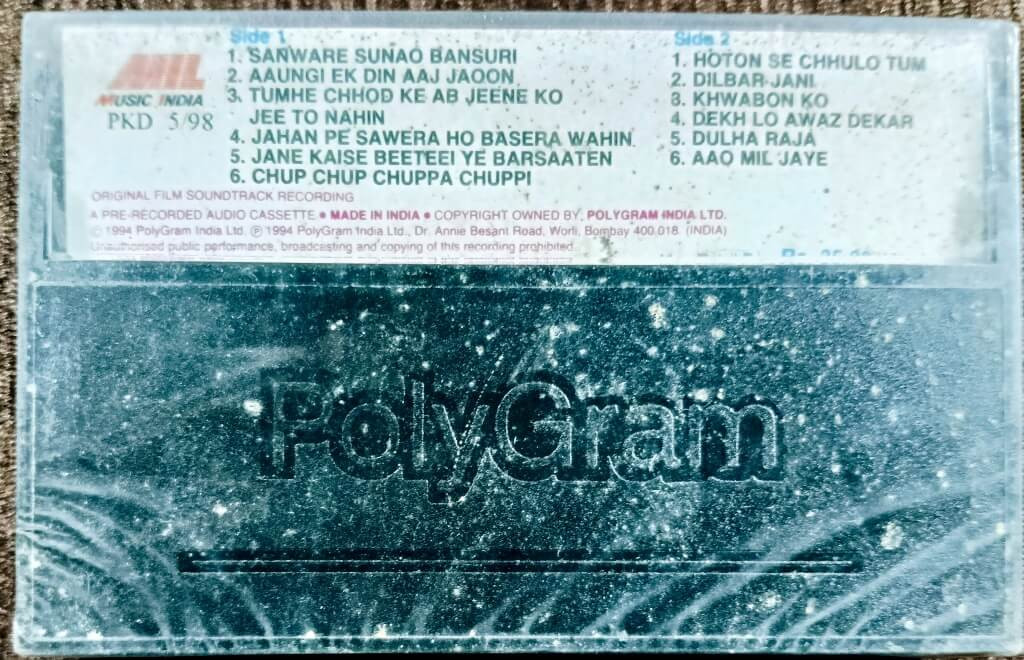 MIL
MUSIC INDIA
PKD 5/98
Side 1
1. SANWARE SUNAO BANSURI
2. AAUNGI EK DIN AAJ JAOON
3. TUMHE CHHOD KE AB JEENE KO
JEE TO NAHIN
4. JAHAN PE SAWERA HO BASERA WAHIN
5. JANE KAISE BEETEEI YE BARSAATEN
6. CHUP CHUP CHUPPA CHUPPI
Side 2
1. HOTON SE CHHULO TUM
2. DILBAR JANI
3. KHWABON KO
4. DEKH LO AWAZ DEKAR
5. DULHA RAJA
6. AAO MIL JAYE
ORIGINAL FILM SOUNDTRACK RECORDING
A PRE-RECORDED AUDIO CASSETTE ● MADE IN INDIA ● COPYRIGHT OWNED BY, POLYGRAM INDIA LTD.
© 1994 PolyGram India Ltd. ℗ 1994 PolyGram India Ltd., Dr. Annie Besant Road, Worli, Bombay 400.018. (INDIA)
Unauthorised public performance, broadcasting and copying of this recording prohibited.
PolyGram